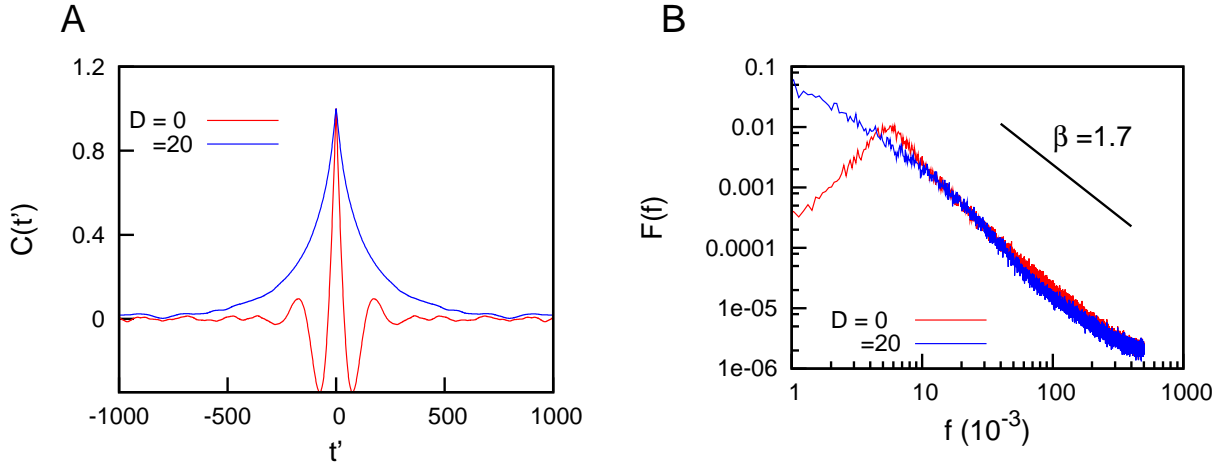 A
C(t’)
1.2
0.8
0.4
0
D = 0
=20
-1000
-500
0
500
1000
t’
B
F(f)
0.1
0.01
0.001
0.0001
1e-05
1e-06
β =1.7
D = 0
=20
1
10
100
1000
f (10-3)